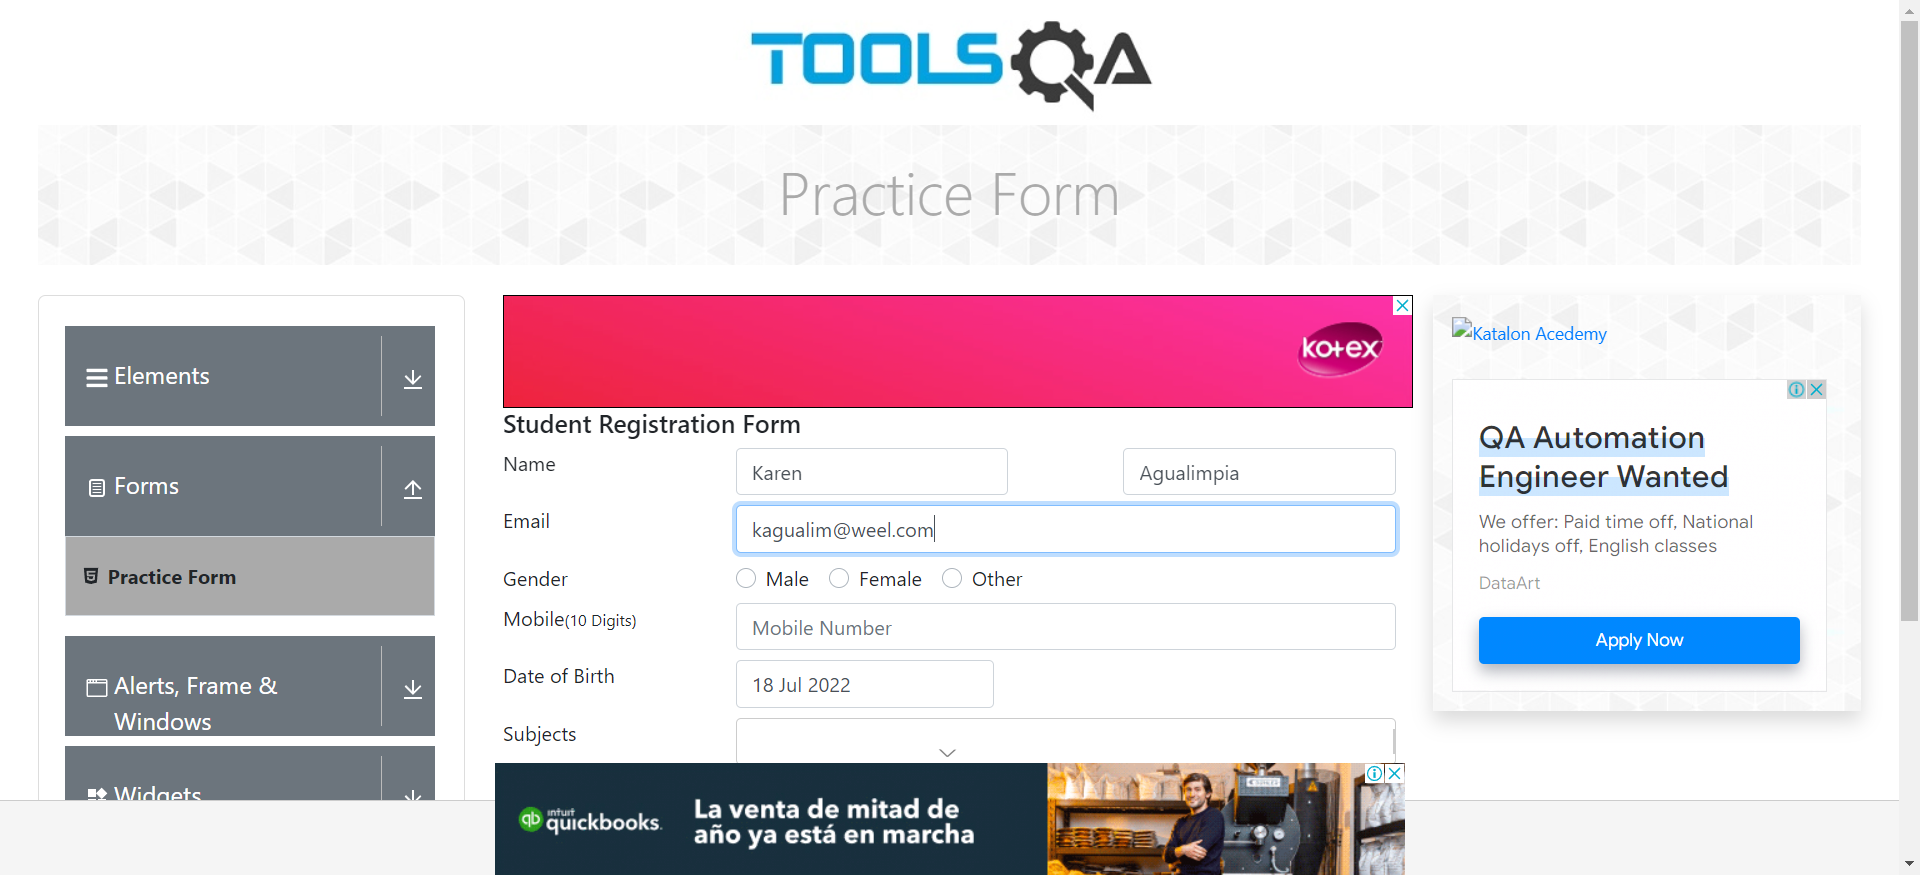 TOOLSQA
Practice Form
Elements
Forms
Practice Form
Alerts, Frame &
Windows
Widgets
kotex
Student Registration Form
Name
Karen
Agualimpia
Email
kagualim@weel.com
Gender
Male
Female
Other
Mobile(10 Digits)
Mobile Number
Date of Birth
18 Jul 2022
Subjects
qb
intuit
quickbooks.
La venta de mitad de
año ya está en marcha
Katalon Acedemy
QA Automation
Engineer Wanted
We offer: Paid time off, National
holidays off, English classes
DataArt
Apply Now